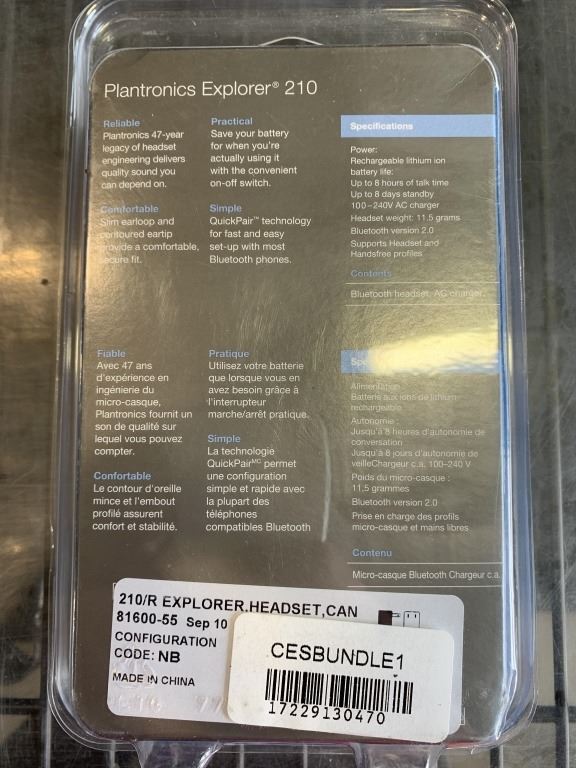 Plantronics Explorer® 210
Reliable
Plantronics 47-year
legacy of headset
engineering delivers
quality sound you
can depend on.
Comfortable
Slim earloop and
contoured eartip
provide a comfortable,
secure fit.
Practical
Save your battery
for when you're
actually using it
with the convenient
on-off switch.
Simple
QuickPair™ technology
for fast and easy
set-up with most
Bluetooth phones.
Specifications
Power:
Rechargeable lithium ion
battery life:
Up to 8 hours of talk time
Up to 8 days standby
100–240V AC charger
Headset weight: 11.5 grams
Bluetooth version 2.0
Supports Headset and
Handsfree profiles
Contents
Bluetooth headset, AC charger.
Fiable
Avec 47 ans
d'expérience en
ingénierie du
micro-casque,
Plantronics fournit un
son de qualité sur
lequel vous pouvez
compter.
Confortable
Le contour d'oreille
mince et l'embout
profilé assurent
confort et stabilité.
Pratique
Utilisez votre batterie
que lorsque vous en
avez besoin grâce à
l'interrupteur
marche/arrêt pratique.
Simple
La technologie
QuickPairMC permet
une configuration
simple et rapide avec
la plupart des
téléphones
compatibles Bluetooth
Alimentation
Batterie aux ions de lithium
rechargeable
Autonomie :
Jusqu'à 8 heures d'autonomie de
conversation
Jusqu'à 8 jours d'autonomie de
veilleChargeur c.a. 100–240 V
Poids du micro-casque :
11,5 grammes
Bluetooth version 2.0
Prise en charge des profils
micro-casque et mains libres
Contenu
Micro-casque Bluetooth Chargeur c.a.
210/R EXPLORER,HEADSET,CAN
81600-55 Sep 10
CONFIGURATION
CODE: NB
MADE IN CHINA
CESBUNDLE1
17229130470